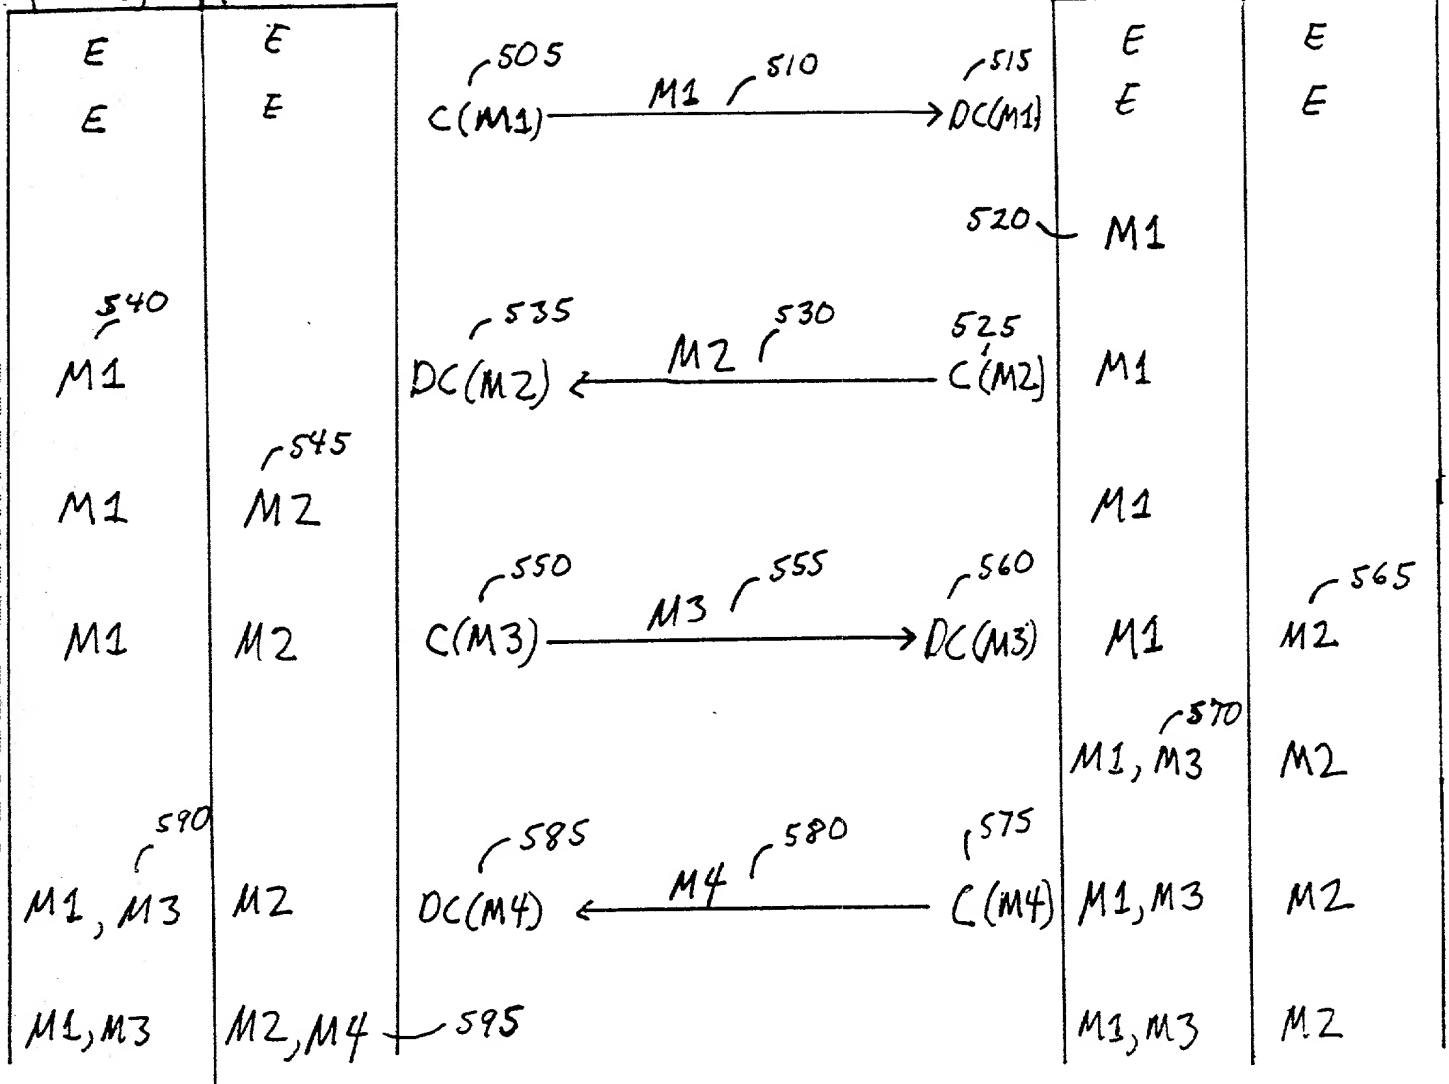 E E E E
505 510 515
E E C(M1) M1 DC(M1) E E
520 M1
540 535 530 525
M1 DC(M2) M2 C(M2) M1
545
M1 M2 M1
550 555 560 565
M1 M2 C(M3) M3 DC(M3) M1 M2
570
M1, M3 M2
590 585 580 575
M1, M3 M2 DC(M4) M4 C(M4) M1, M3 M2
M1, M3 M2, M4 595 M1, M3 M2